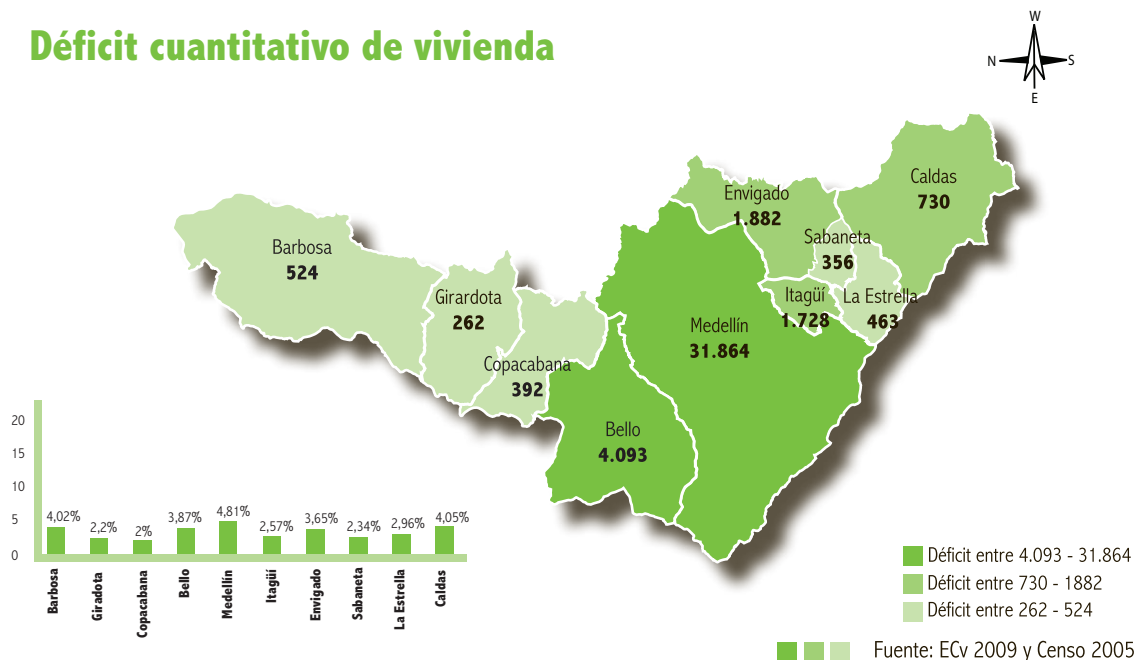 Déficit cuantitativo de vivienda
W
N
S
E
Caldas
730
Envigado
1.882
Sabaneta
356
Barbosa
524
Girardota
262
Itagüí
1.728
La Estrella
463
Medellín
31.864
Copacabana
392
Bello
4.093
20
15
10
5
0
4,02%
2,2%
2%
3,87%
4,81%
2,57%
3,65%
2,34%
2,96%
4,05%
Barbosa
Giradota
Copacabana
Bello
Medellín
Itagüí
Envigado
Sabaneta
La Estrella
Caldas
Déficit entre 4.093 - 31.864
Déficit entre 730 - 1882
Déficit entre 262 - 524
Fuente: ECv 2009 y Censo 2005